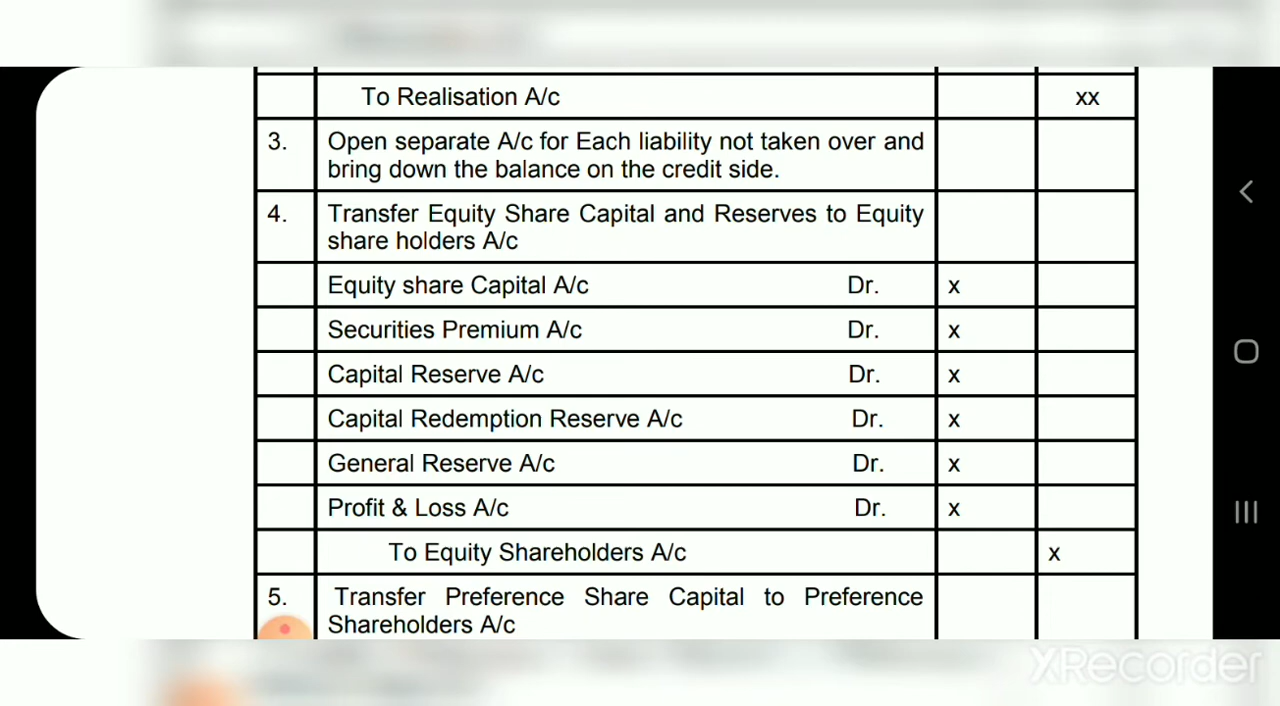 To Realisation A/c xx
3. Open separate A/c for Each liability not taken over and
bring down the balance on the credit side.
4. Transfer Equity Share Capital and Reserves to Equity
share holders A/c
Equity share Capital A/c Dr. x
Securities Premium A/c Dr. x
Capital Reserve A/c Dr. x
Capital Redemption Reserve A/c Dr. x
General Reserve A/c Dr. x
Profit & Loss A/c Dr. x
To Equity Shareholders A/c x
5. Transfer Preference Share Capital to Preference
Shareholders A/c
XRecorder